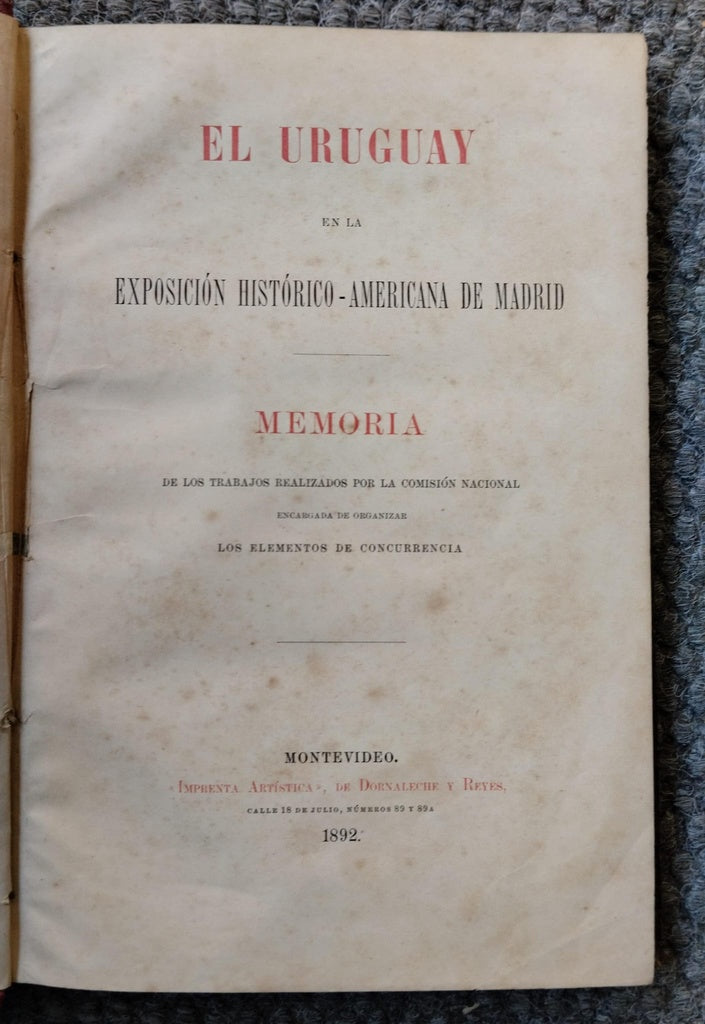 EL URUGUAY
EN LA
EXPOSICIÓN HISTÓRICO-AMERICANA DE MADRID
MEMORIA
DE LOS TRABAJOS REALIZADOS POR LA COMISIÓN NACIONAL
ENCARGADA DE ORGANIZAR
LOS ELEMENTOS DE CONCURRENCIA
MONTEVIDEO.
«IMPRENTA ARTÍSTICA», DE DORNALECHE Y REYES,
CALLE 18 DE JULIO, NÚMEROS 89 Y 89A
1892.